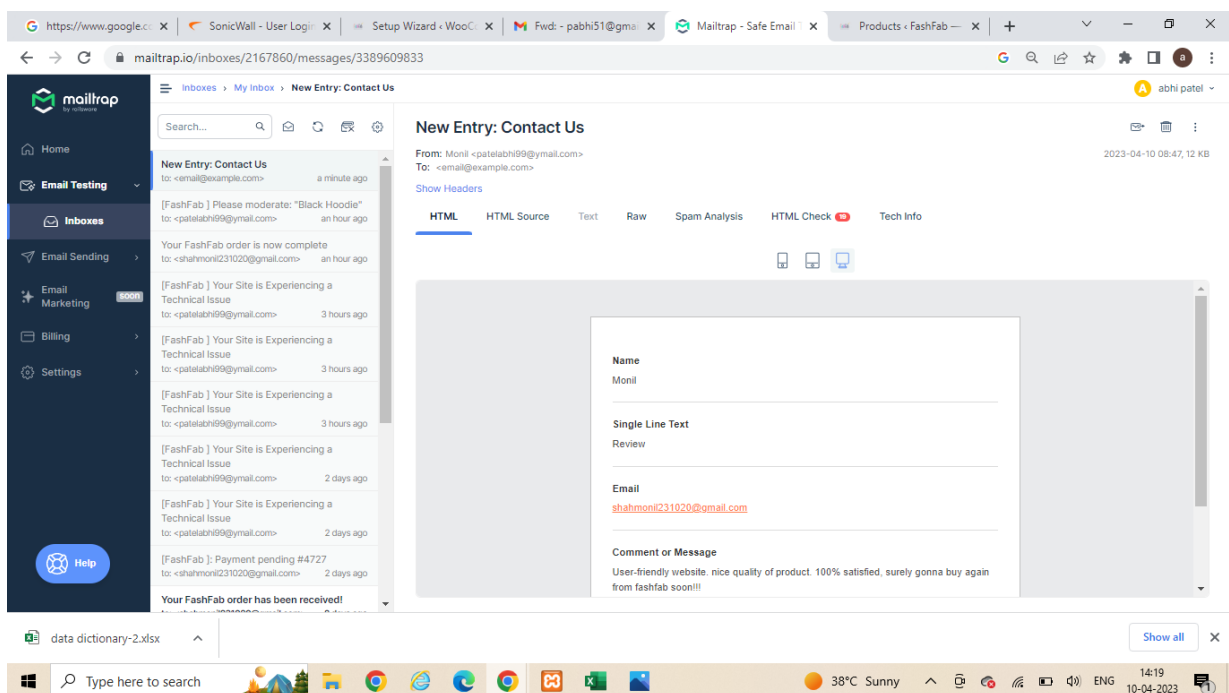 https://www.google.co
SonicWall - User Login
Setup Wizard ‹ WooCo
Fwd: - pabhi51@gmai
Mailtrap - Safe Email T
Products ‹ FashFab —
mailtrap.io/inboxes/2167860/messages/3389609833
a
mailtrap
by railsware
Inboxes › My Inbox › New Entry: Contact Us
A abhi patel
Home
Email Testing
Inboxes
Email Sending
Email
Marketing
soon
Billing
Settings
Help
Search...
New Entry: Contact Us
to: <email@example.com> a minute ago
[FashFab ] Please moderate: "Black Hoodie"
to: <patelabhi99@ymail.com> an hour ago
Your FashFab order is now complete
to: <shahmonil231020@gmail.com> an hour ago
[FashFab ] Your Site is Experiencing a
Technical Issue
to: <patelabhi99@ymail.com> 3 hours ago
[FashFab ] Your Site is Experiencing a
Technical Issue
to: <patelabhi99@ymail.com> 3 hours ago
[FashFab ] Your Site is Experiencing a
Technical Issue
to: <patelabhi99@ymail.com> 3 hours ago
[FashFab ] Your Site is Experiencing a
Technical Issue
to: <patelabhi99@ymail.com> 2 days ago
[FashFab ] Your Site is Experiencing a
Technical Issue
to: <patelabhi99@ymail.com> 2 days ago
[FashFab ]: Payment pending #4727
to: <shahmonil231020@gmail.com> 2 days ago
Your FashFab order has been received!
New Entry: Contact Us
From: Monil <patelabhi99@ymail.com>
2023-04-10 08:47, 12 KB
To: <email@example.com>
Show Headers
HTML HTML Source Text Raw Spam Analysis HTML Check 19 Tech Info
Name
Monil
Single Line Text
Review
Email
shahmonil231020@gmail.com
Comment or Message
User-friendly website. nice quality of product. 100% satisfied, surely gonna buy again
from fashfab soon!!!
data dictionary-2.xlsx
Show all
Type here to search
38°C Sunny
ENG
14:19
10-04-2023
1